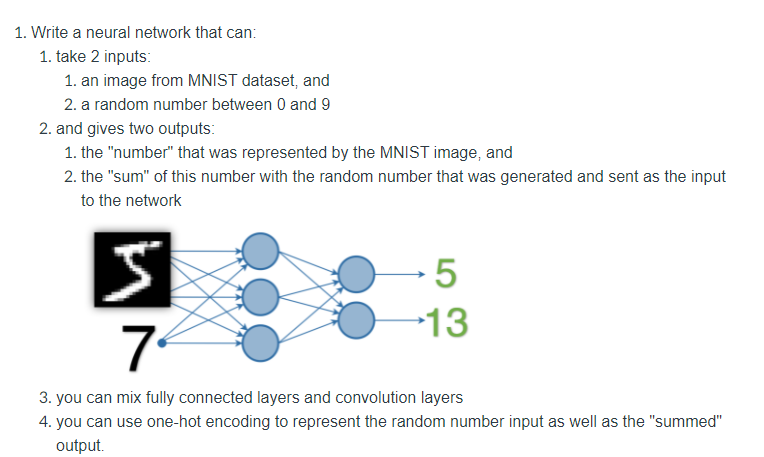 1. Write a neural network that can:
1. take 2 inputs:
1. an image from MNIST dataset, and
2. a random number between 0 and 9
2. and gives two outputs:
1. the "number" that was represented by the MNIST image, and
2. the "sum" of this number with the random number that was generated and sent as the input
to the network
5
5
13
7
3. you can mix fully connected layers and convolution layers
4. you can use one-hot encoding to represent the random number input as well as the "summed"
output.